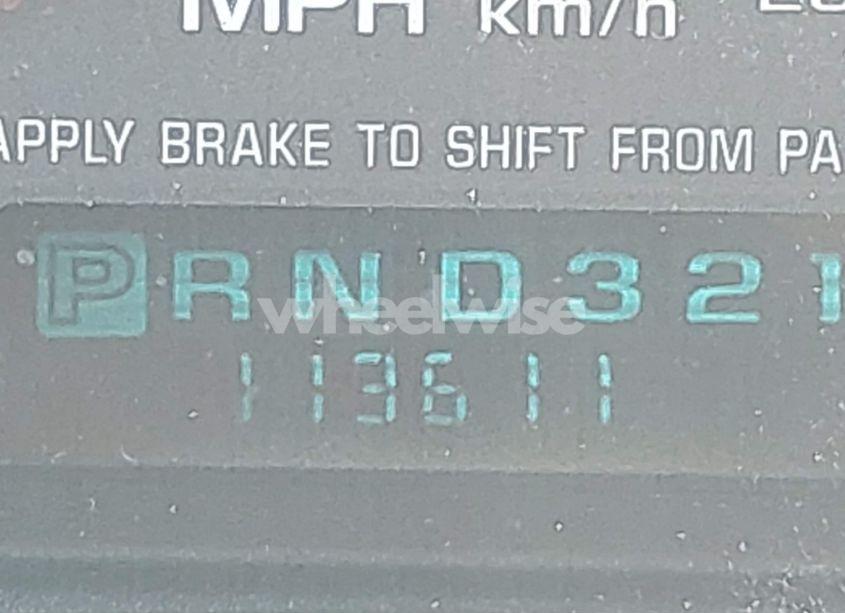 MPH km/h
APPLY BRAKE TO SHIFT FROM PA
PRND321
wheelwise
113611